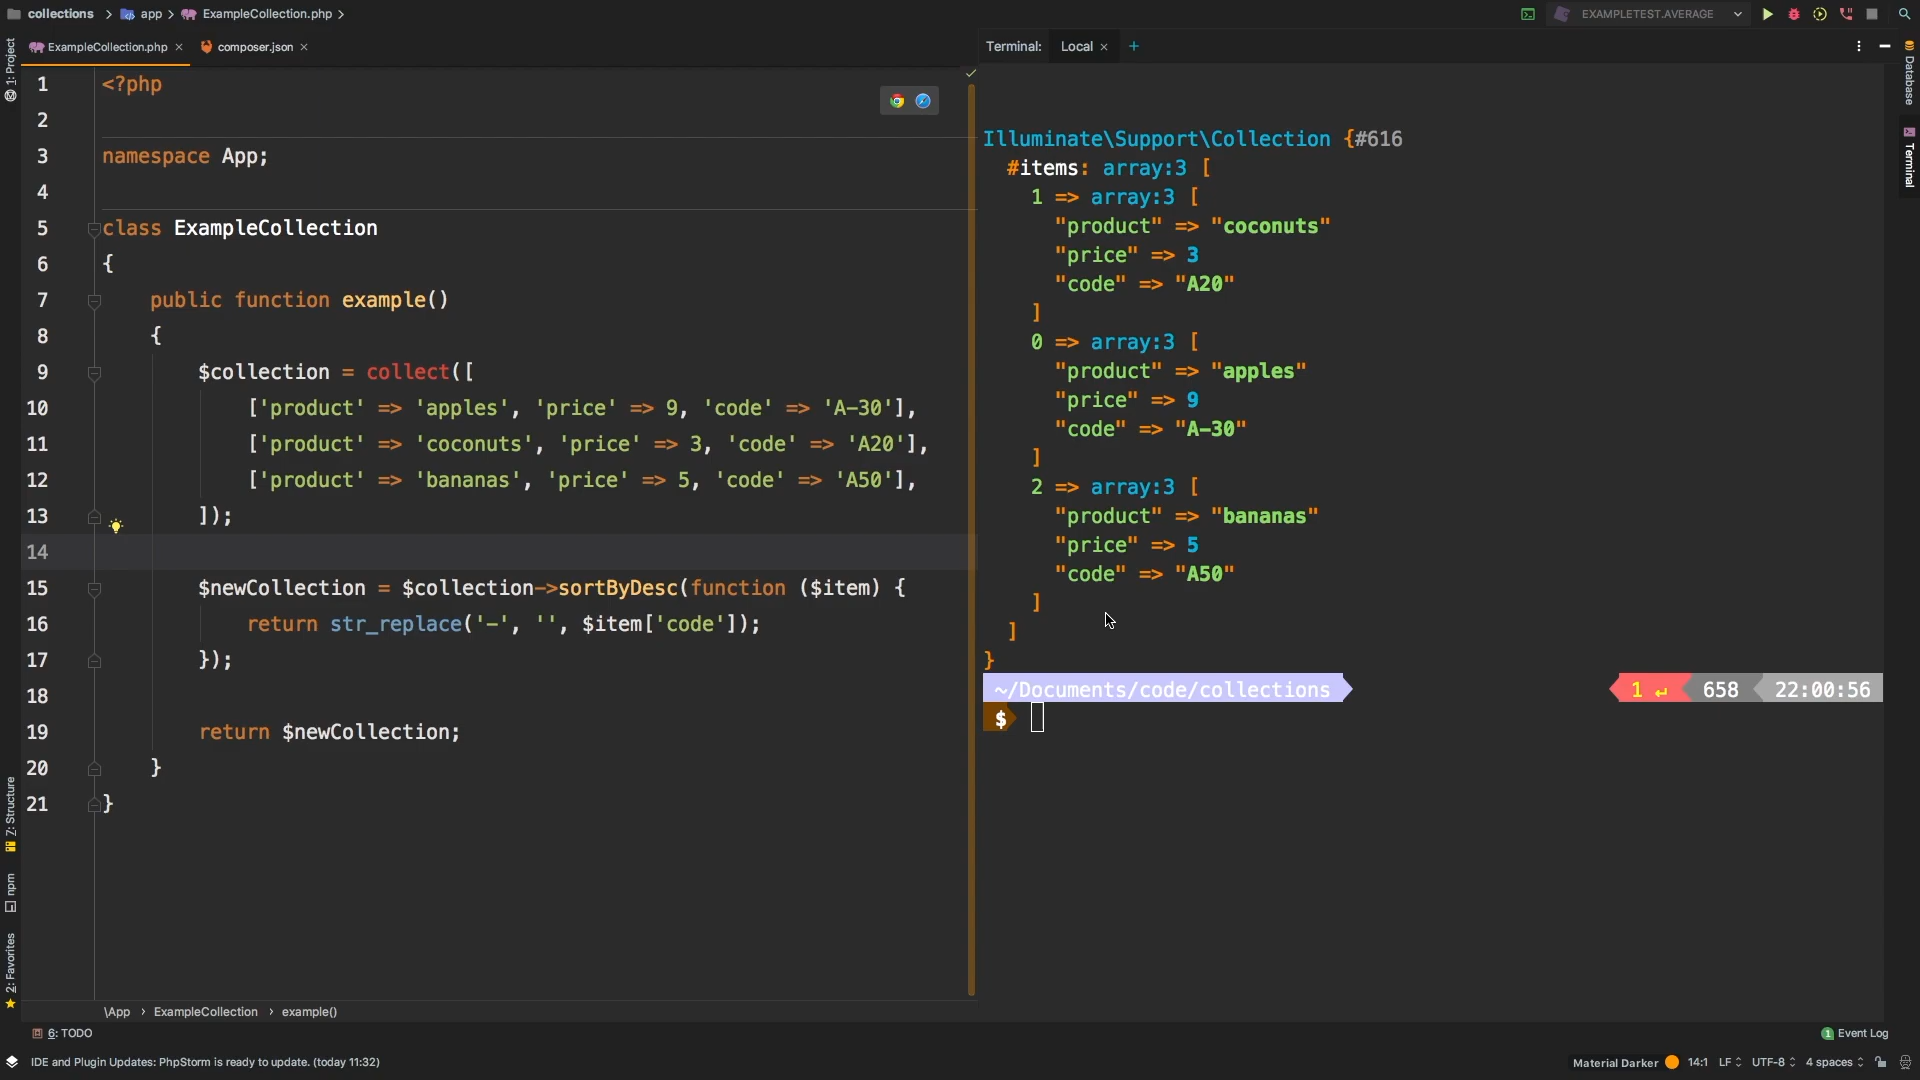 collections > app > ExampleCollection.php >
EXAMPLETEST.AVERAGE
ExampleCollection.php ×
composer.json ×
1: Project
1 <?php
2
3 namespace App;
4
5 class ExampleCollection
6 {
7 public function example()
8 {
9 $collection = collect([
10 ['product' => 'apples', 'price' => 9, 'code' => 'A-30'],
11 ['product' => 'coconuts', 'price' => 3, 'code' => 'A20'],
12 ['product' => 'bananas', 'price' => 5, 'code' => 'A50'],
13 ]);
14
15 $newCollection = $collection->sortByDesc(function ($item) {
16 return str_replace('-', '', $item['code']);
17 });
18
19 return $newCollection;
20 }
21 }
Z: Structure
npm
2: Favorites
\App > ExampleCollection > example()
Terminal: Local × +
Illuminate\Support\Collection {#616
#items: array:3 [
1 => array:3 [
"product" => "coconuts"
"price" => 3
"code" => "A20"
]
0 => array:3 [
"product" => "apples"
"price" => 9
"code" => "A-30"
]
2 => array:3 [
"product" => "bananas"
"price" => 5
"code" => "A50"
]
]
}
~/Documents/code/collections 1 ↵ 658 22:00:56
$
Database
Terminal
6: TODO
1 Event Log
IDE and Plugin Updates: PhpStorm is ready to update. (today 11:32)
Material Darker 14:1 LF UTF-8 4 spaces